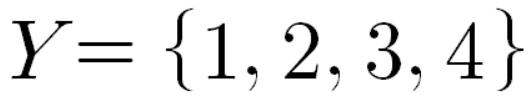 Y = {1, 2, 3, 4}